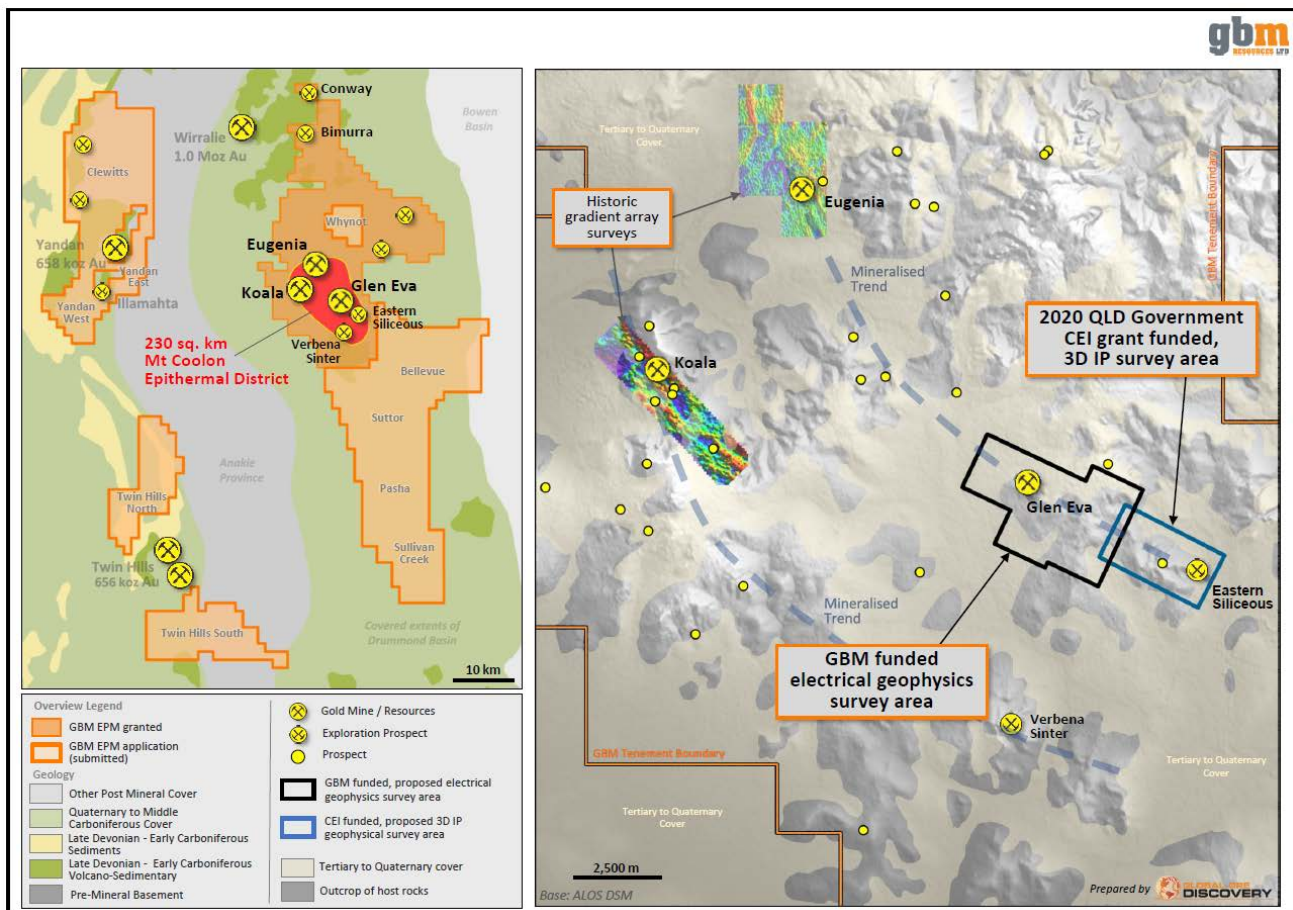 gbm
RESOURCES LTD
Conway
Bimurra
Wirralie
1.0 Moz Au
Bowen
Basin
Clewitts
Whynot
Yandan
658 koz Au
Yandan
East
Illamahta
Yandan
West
Eugenia
Koala
Glen Eva
Eastern
Siliceous
Verbena
Sinter
230 sq. km
Mt Coolon
Epithermal District
Bellevue
Suttor
Anakie
Province
Pasha
Twin Hills
North
Sullivan
Creek
Twin Hills
656 koz Au
Twin Hills South
Covered extents of
Drummond Basin
10 km
Overview Legend
GBM EPM granted
GBM EPM application
(submitted)
Geology
Other Post Mineral Cover
Quaternary to Middle
Carboniferous Cover
Late Devonian - Early Carboniferous
Sediments
Late Devonian - Early Carboniferous
Volcano-Sedimentary
Pre-Mineral Basement
Gold Mine / Resources
Exploration Prospect
Prospect
GBM funded, proposed electrical
geophysics survey area
CEI funded, proposed 3D IP
geophysical survey area
Tertiary to Quaternary cover
Outcrop of host rocks
Tertiary to Quaternary
Cover
Historic
gradient array
surveys
Eugenia
GBM Tenement Boundary
Mineralised
Trend
2020 QLD Government
CEI grant funded,
3D IP survey area
Koala
Glen Eva
Eastern
Siliceous
Mineralised
Trend
GBM funded
electrical geophysics
survey area
Verbena
Sinter
GBM Tenement Boundary
Tertiary to Quaternary
Cover
Tertiary to Quaternary
Cover
2,500 m
Base: ALOS DSM
Prepared by
GLOBAL ORE
DISCOVERY